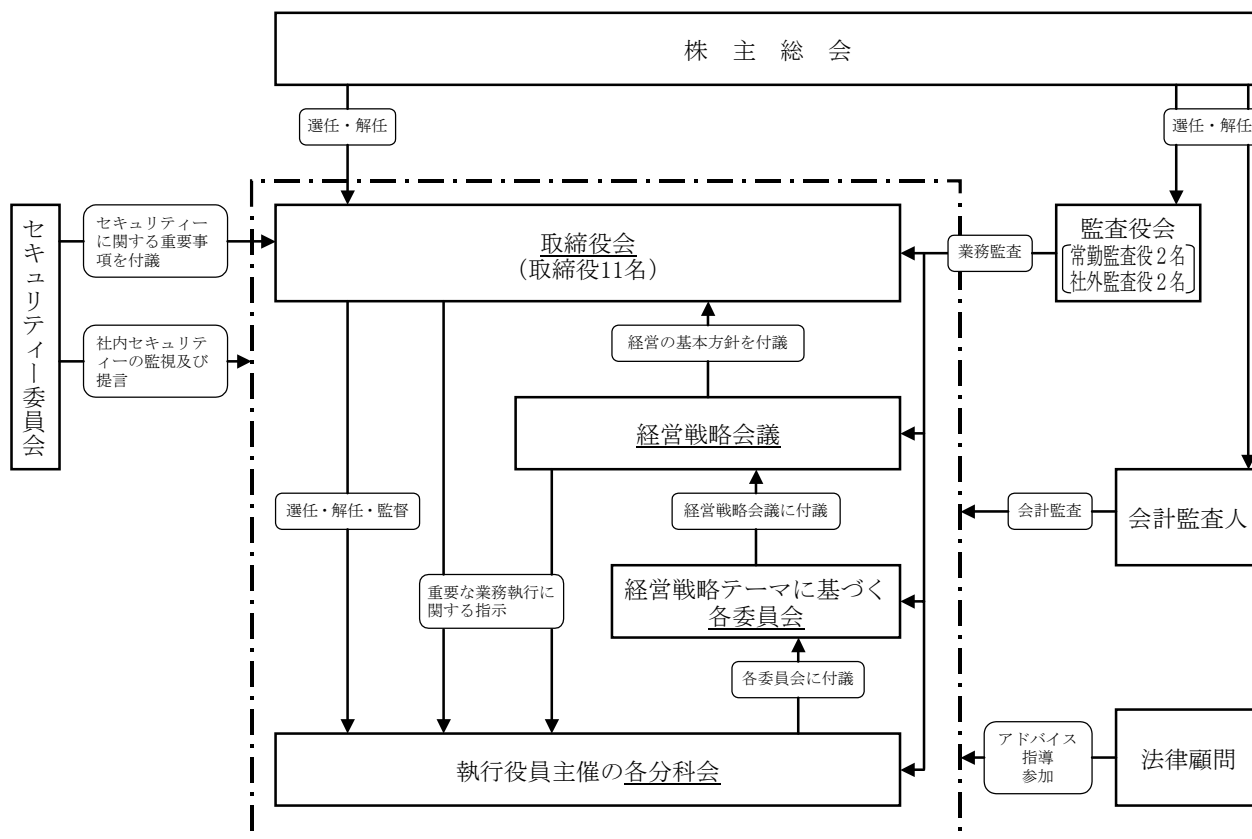 株主総会
選任・解任
選任・解任
セキュリティー委員会
セキュリティー
に関する重要事
項を付議
取締役会
（取締役11名）
業務監査
監査役会
常勤監査役２名
社外監査役２名
社内セキュリテ
ィーの監視及び
提言
経営の基本方針を付議
経営戦略会議
選任・解任・監督
経営戦略会議に付議
会計監査
会計監査人
重要な業務執行に
関する指示
経営戦略テーマに基づく
各委員会
各委員会に付議
執行役員主催の各分科会
アドバイス
指導
参加
法律顧問